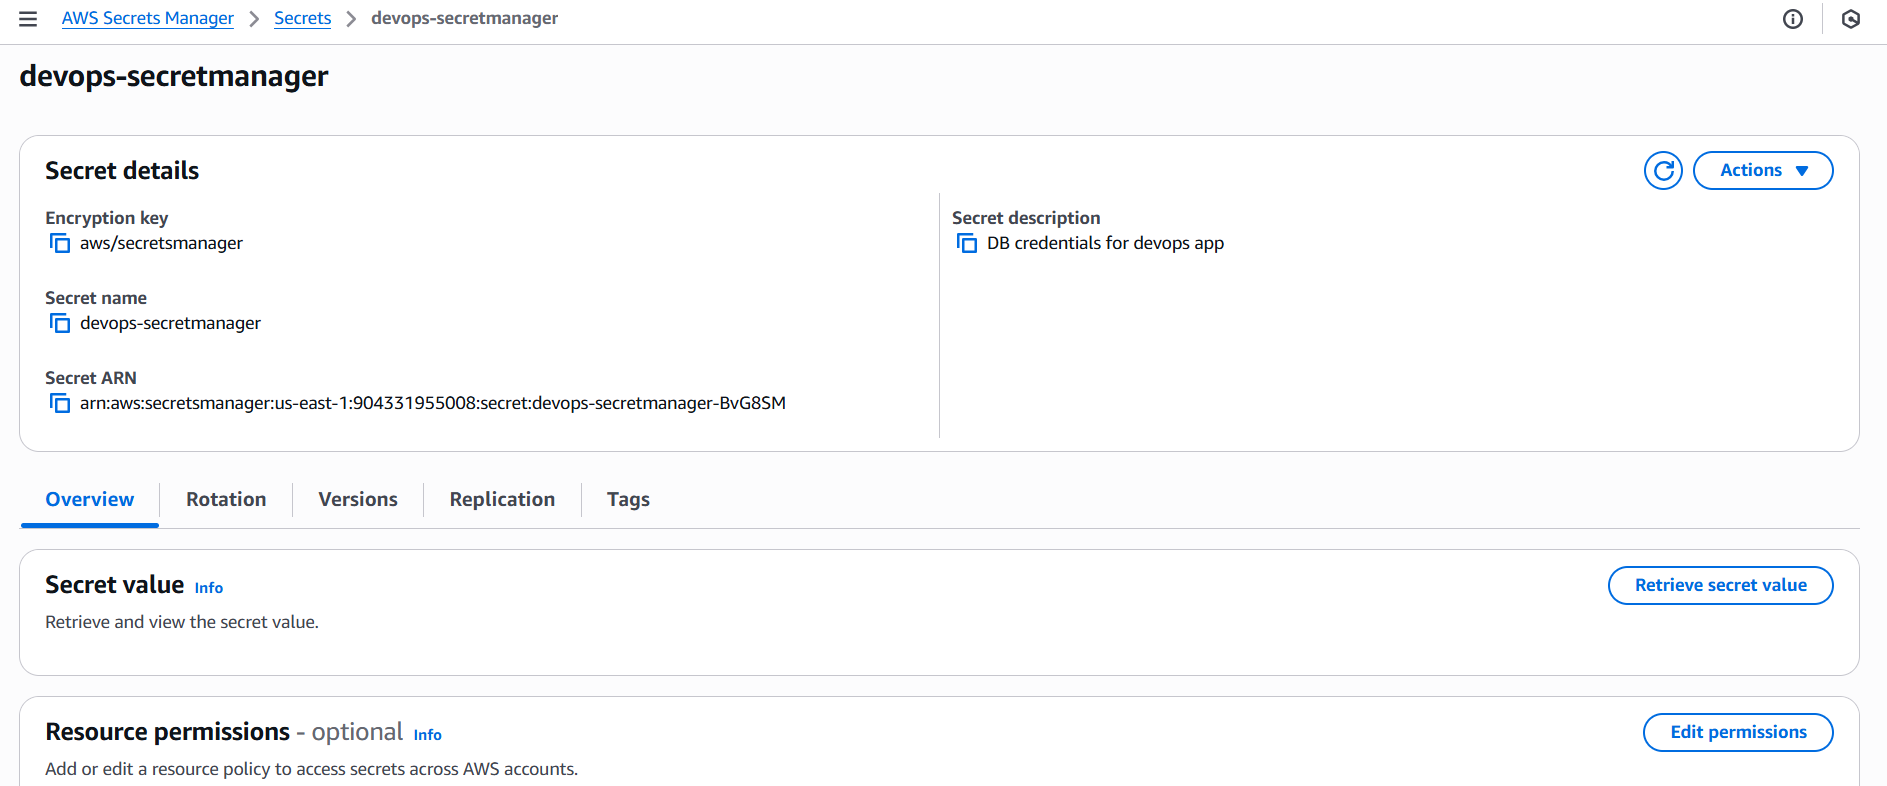 AWS Secrets Manager > Secrets > devops-secretmanager
devops-secretmanager
Secret details
Actions
Encryption key
aws/secretsmanager
Secret name
devops-secretmanager
Secret ARN
arn:aws:secretsmanager:us-east-1:904331955008:secret:devops-secretmanager-BvG8SM
Secret description
DB credentials for devops app
Overview Rotation Versions Replication Tags
Secret value Info
Retrieve secret value
Retrieve and view the secret value.
Resource permissions - optional Info
Edit permissions
Add or edit a resource policy to access secrets across AWS accounts.